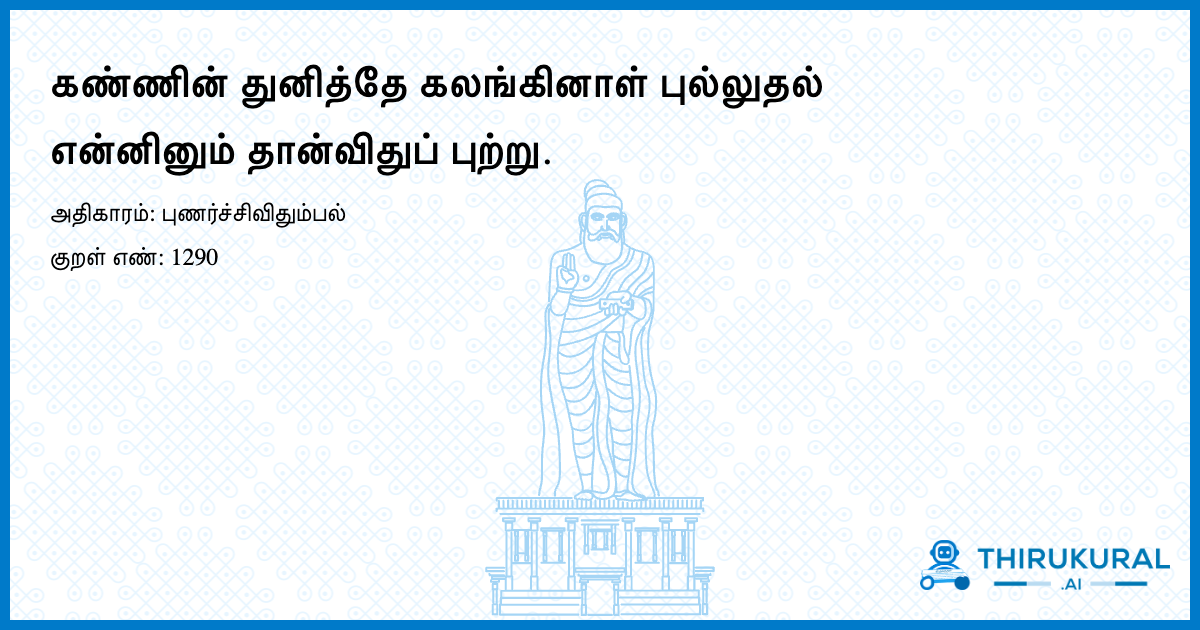 கண்ணின் துனித்தே கலங்கினாள் புல்லுதல்
என்னினும் தான்விதுப் புற்று.
அதிகாரம்: புணர்ச்சிவிதும்பல்
குறள் எண்: 1290
THIRUKURAL
.AI